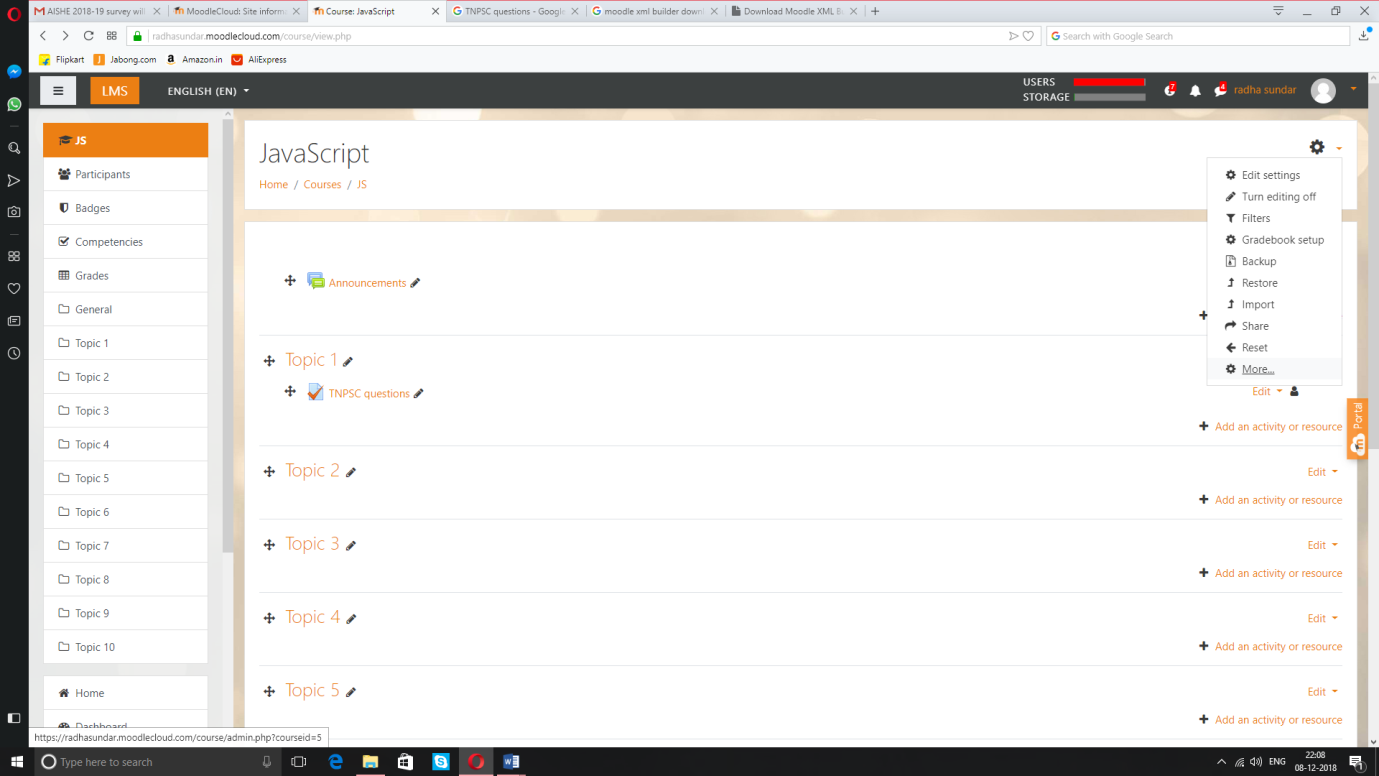 AISHE 2018-19 survey will
MoodleCloud: Site inform
Course: JavaScript
TNPSC questions - Google
moodle xml builder down
Download Moodle XML B
radhasundar.moodlecloud.com/course/view.php
Search with Google Search
Flipkart
Jabong.com
Amazon.in
AliExpress
LMS
ENGLISH (EN)
USERS
STORAGE
7
4
radha sundar
JS
Participants
Badges
Competencies
Grades
General
Topic 1
Topic 2
Topic 3
Topic 4
Topic 5
Topic 6
Topic 7
Topic 8
Topic 9
Topic 10
Home
Dashboard
JavaScript
Home / Courses / JS
Edit settings
Turn editing off
Filters
Gradebook setup
Backup
Restore
Import
Share
Reset
More...
Announcements
Topic 1
TNPSC questions
Edit
Add an activity or resource
Portal
Topic 2
Edit
Add an activity or resource
Topic 3
Edit
Add an activity or resource
Topic 4
Edit
Add an activity or resource
Topic 5
Edit
Add an activity or resource
https://radhasundar.moodlecloud.com/course/admin.php?courseid=5
Type here to search
ENG
22:08
08-12-2018
1